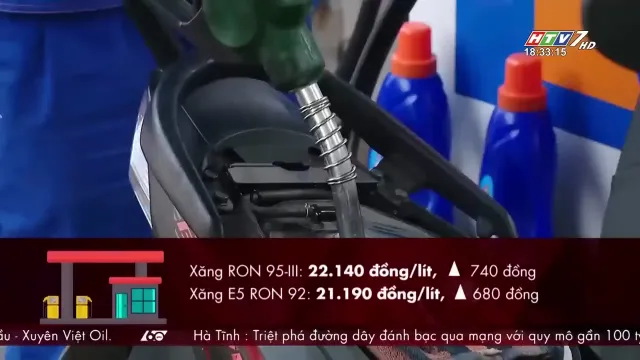 HTV7 HD
18:33:15
Xăng RON 95-III: 22.140 đồng/lít, ▲ 740 đồng
Xăng E5 RON 92: 21.190 đồng/lít, ▲ 680 đồng
ầu - Xuyên Việt Oil. 60 Hà Tĩnh : Triệt phá đường dây đánh bạc qua mạng với quy mô gần 100 t